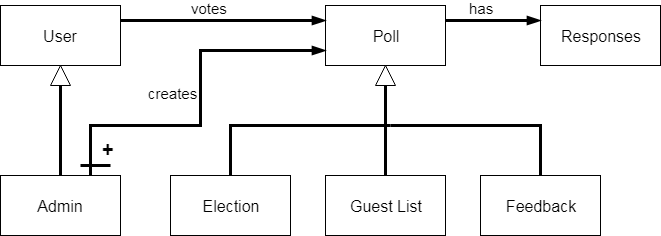 votes
has
User
Poll
Responses
creates
+
Admin
Election
Guest List
Feedback